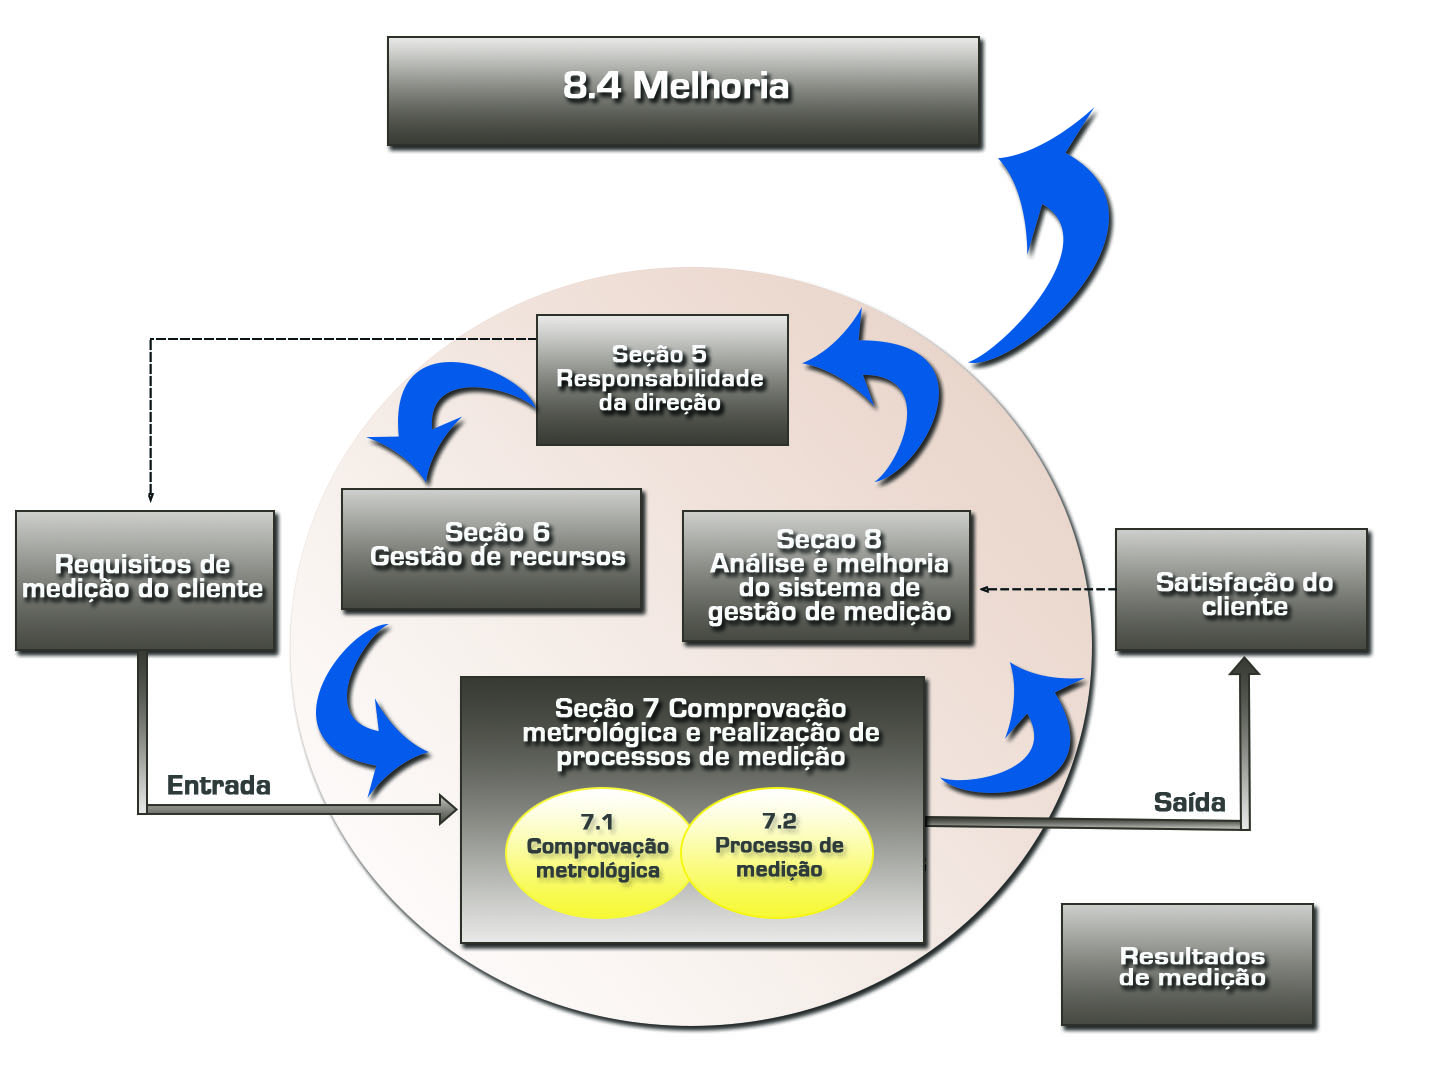 8.4 Melhoria
Seção 5
Responsabilidade
da direção
Seção 6
Gestão de recursos
Seçao 8
Análise e melhoria
do sistema de
gestão de medição
Requisitos de
medição do cliente
Satisfação do
cliente
Seção 7 Comprovação
metrológica e realização de
processos de medição
Entrada
Saída
7.1
Comprovação
metrológica
7.2
Processo de
medição
Resultados
de medição